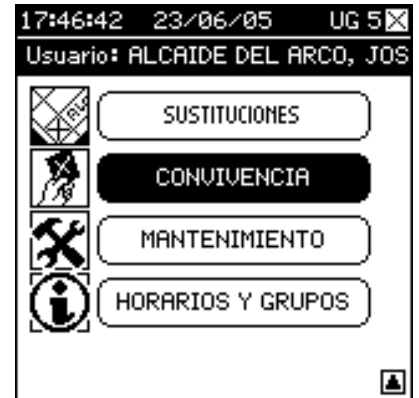 17:46:42 23/06/05 UG 5
Usuario: ALCAIDE DEL ARCO, JOS
SUSTITUCIONES
CONVIVENCIA
MANTENIMIENTO
HORARIOS Y GRUPOS